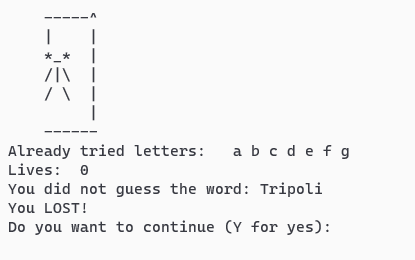 -----^
    |    |
    *_*  |
    /|\  |
    / \  |
         |
    ------
Already tried letters:   a b c d e f g
Lives:  0
You did not guess the word: Tripoli
You LOST!
Do you want to continue (Y for yes):